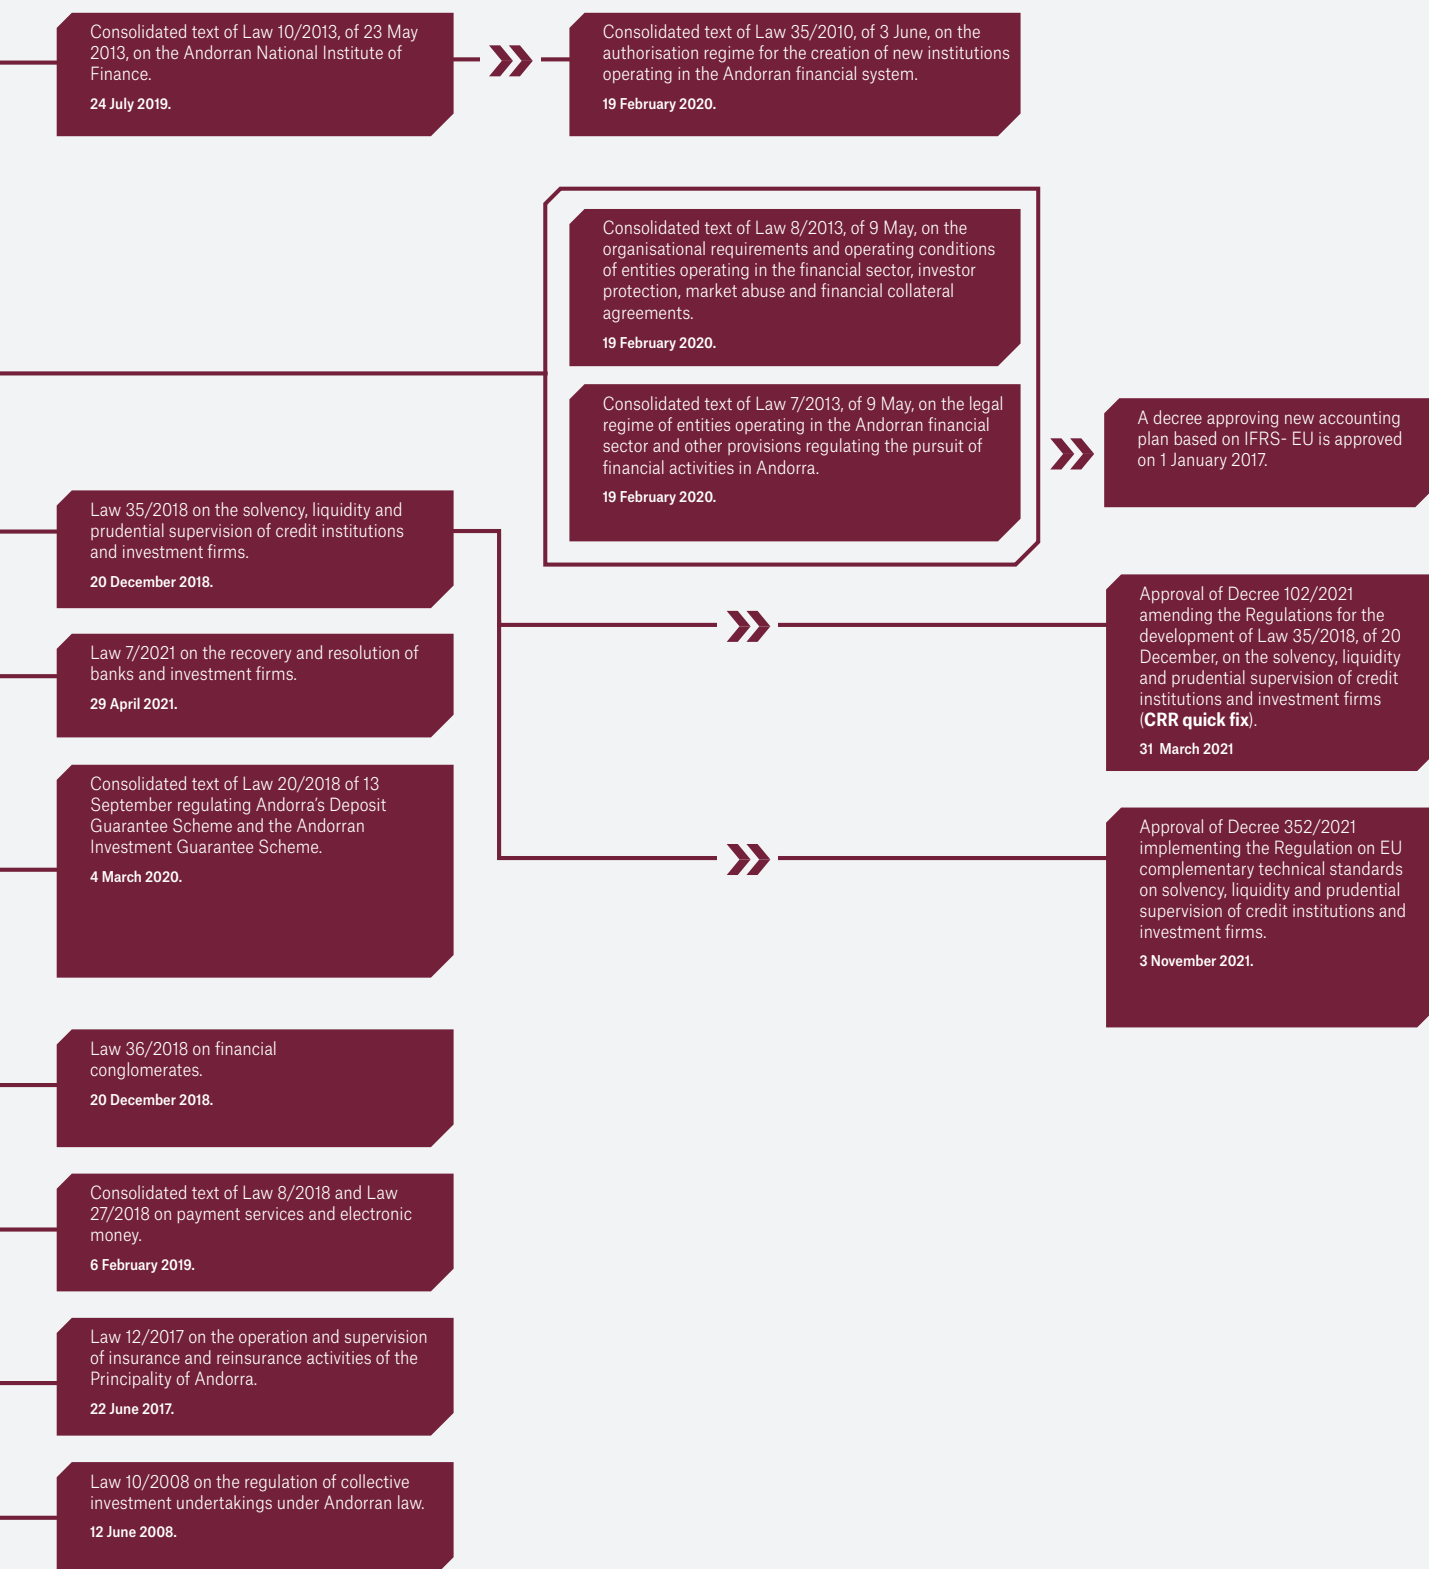 Consolidated text of Law 10/2013, of 23 May
2013, on the Andorran National Institute of
Finance.
24 July 2019.
Consolidated text of Law 35/2010, of 3 June, on the
authorisation regime for the creation of new institutions
operating in the Andorran financial system.
19 February 2020.
Consolidated text of Law 8/2013, of 9 May, on the
organisational requirements and operating conditions
of entities operating in the financial sector, investor
protection, market abuse and financial collateral
agreements.
19 February 2020.
Consolidated text of Law 7/2013, of 9 May, on the legal
regime of entities operating in the Andorran financial
sector and other provisions regulating the pursuit of
financial activities in Andorra.
19 February 2020.
A decree approving new accounting
plan based on IFRS- EU is approved
on 1 January 2017.
Law 35/2018 on the solvency, liquidity and
prudential supervision of credit institutions
and investment firms.
20 December 2018.
Approval of Decree 102/2021
amending the Regulations for the
development of Law 35/2018, of 20
December, on the solvency, liquidity
and prudential supervision of credit
institutions and investment firms
(CRR quick fix).
31 March 2021
Law 7/2021 on the recovery and resolution of
banks and investment firms.
29 April 2021.
Consolidated text of Law 20/2018 of 13
September regulating Andorra's Deposit
Guarantee Scheme and the Andorran
Investment Guarantee Scheme.
4 March 2020.
Approval of Decree 352/2021
implementing the Regulation on EU
complementary technical standards
on solvency, liquidity and prudential
supervision of credit institutions and
investment firms.
3 November 2021.
Law 36/2018 on financial
conglomerates.
20 December 2018.
Consolidated text of Law 8/2018 and Law
27/2018 on payment services and electronic
money.
6 February 2019.
Law 12/2017 on the operation and supervision
of insurance and reinsurance activities of the
Principality of Andorra.
22 June 2017.
Law 10/2008 on the regulation of collective
investment undertakings under Andorran law.
12 June 2008.